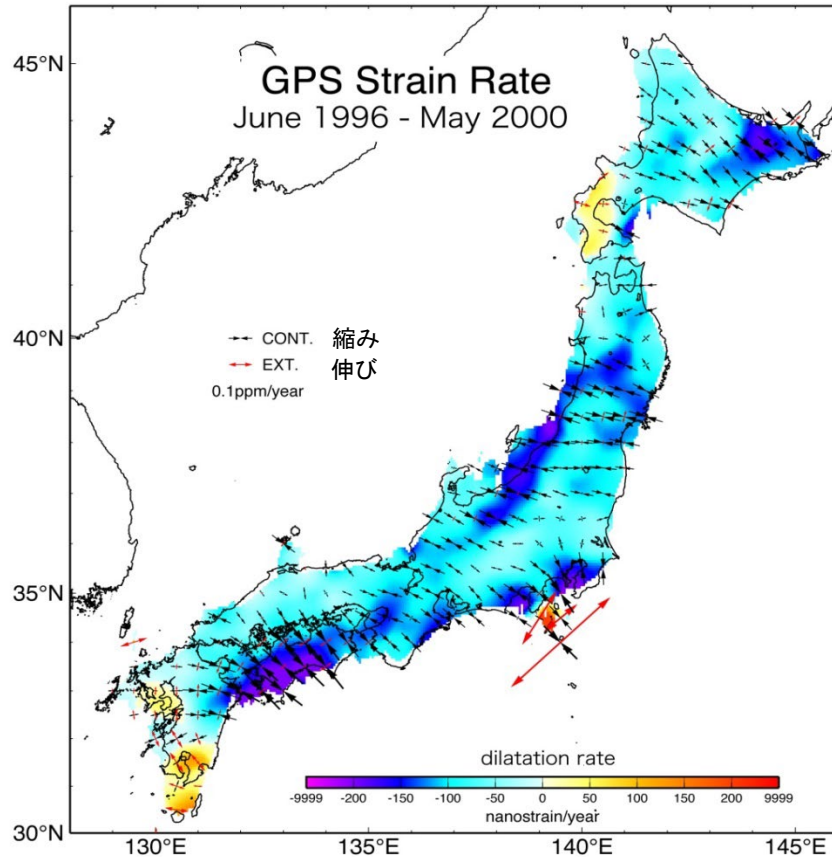 GPS Strain Rate
June 1996 - May 2000
45°N
40°N
35°N
30°N
CONT. 縮み
EXT. 伸び
0.1ppm/year
dilatation rate
-9999 -200 -150 -100 -50 0 50 100 150 200 9999
nanostrain/year
130°E 135°E 140°E 145°E